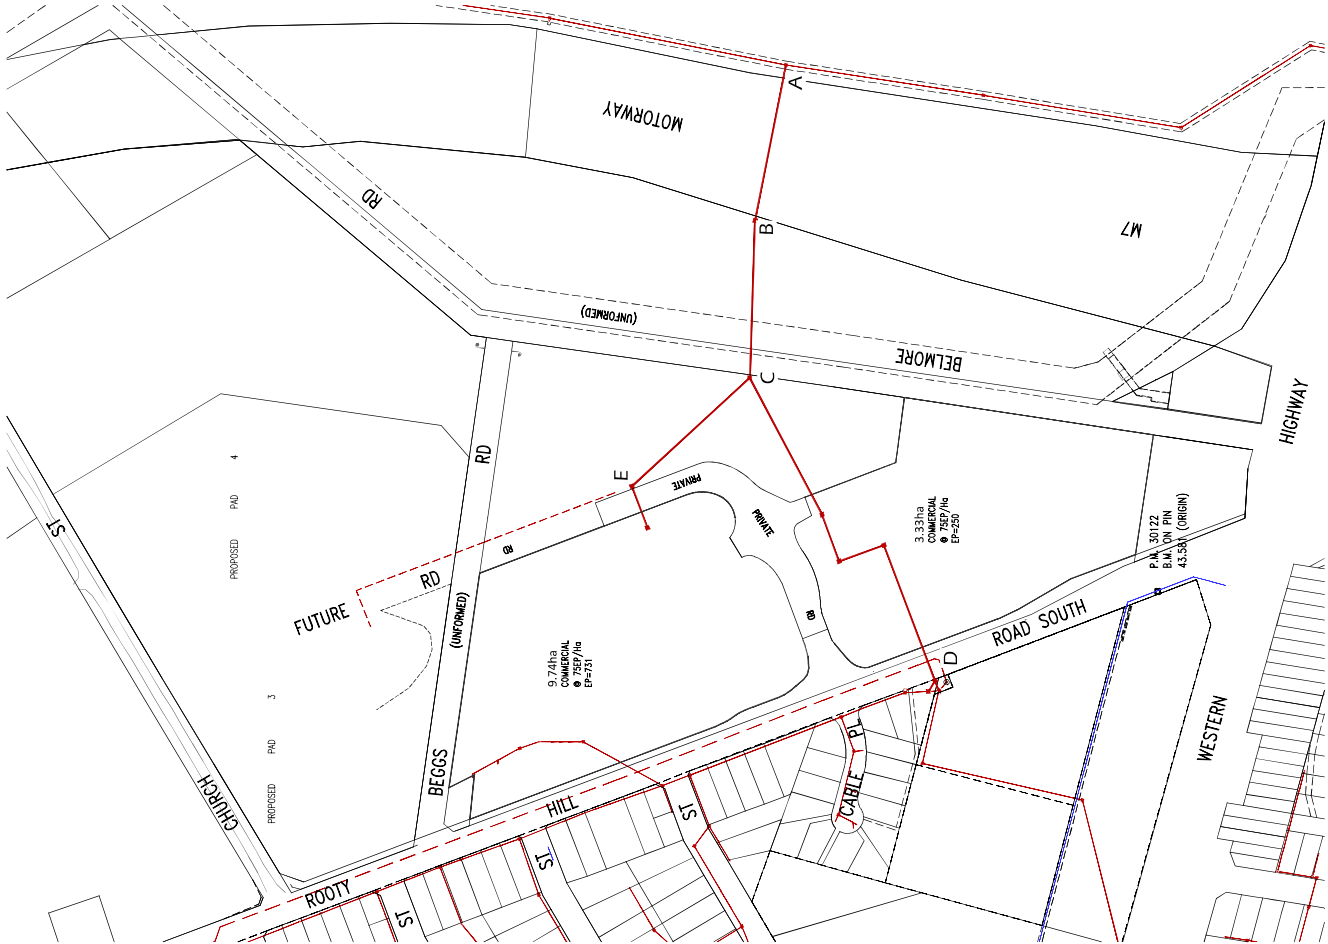 A
MOTORWAY
RD
B
M7
(UNFORMED)
BELMORE
C
HIGHWAY
ST
PROPOSED PAD 4
RD
E
PRIVATE
PRIVATE
RD
3.33ha
COMMERCIAL
@ 75EP/Ha
EP=250
P.M. 30122
B.M. ON PIN
43.581 (ORIGIN)
RD
FUTURE
(UNFORMED)
RD
ROAD SOUTH
9.74ha
COMMERCIAL
@ 75EP/Ha
EP=731
D
PROPOSED PAD 3
WESTERN
PL
CABLE
BEGGS
CHURCH
HILL
ST
ST
ROOTY
ST